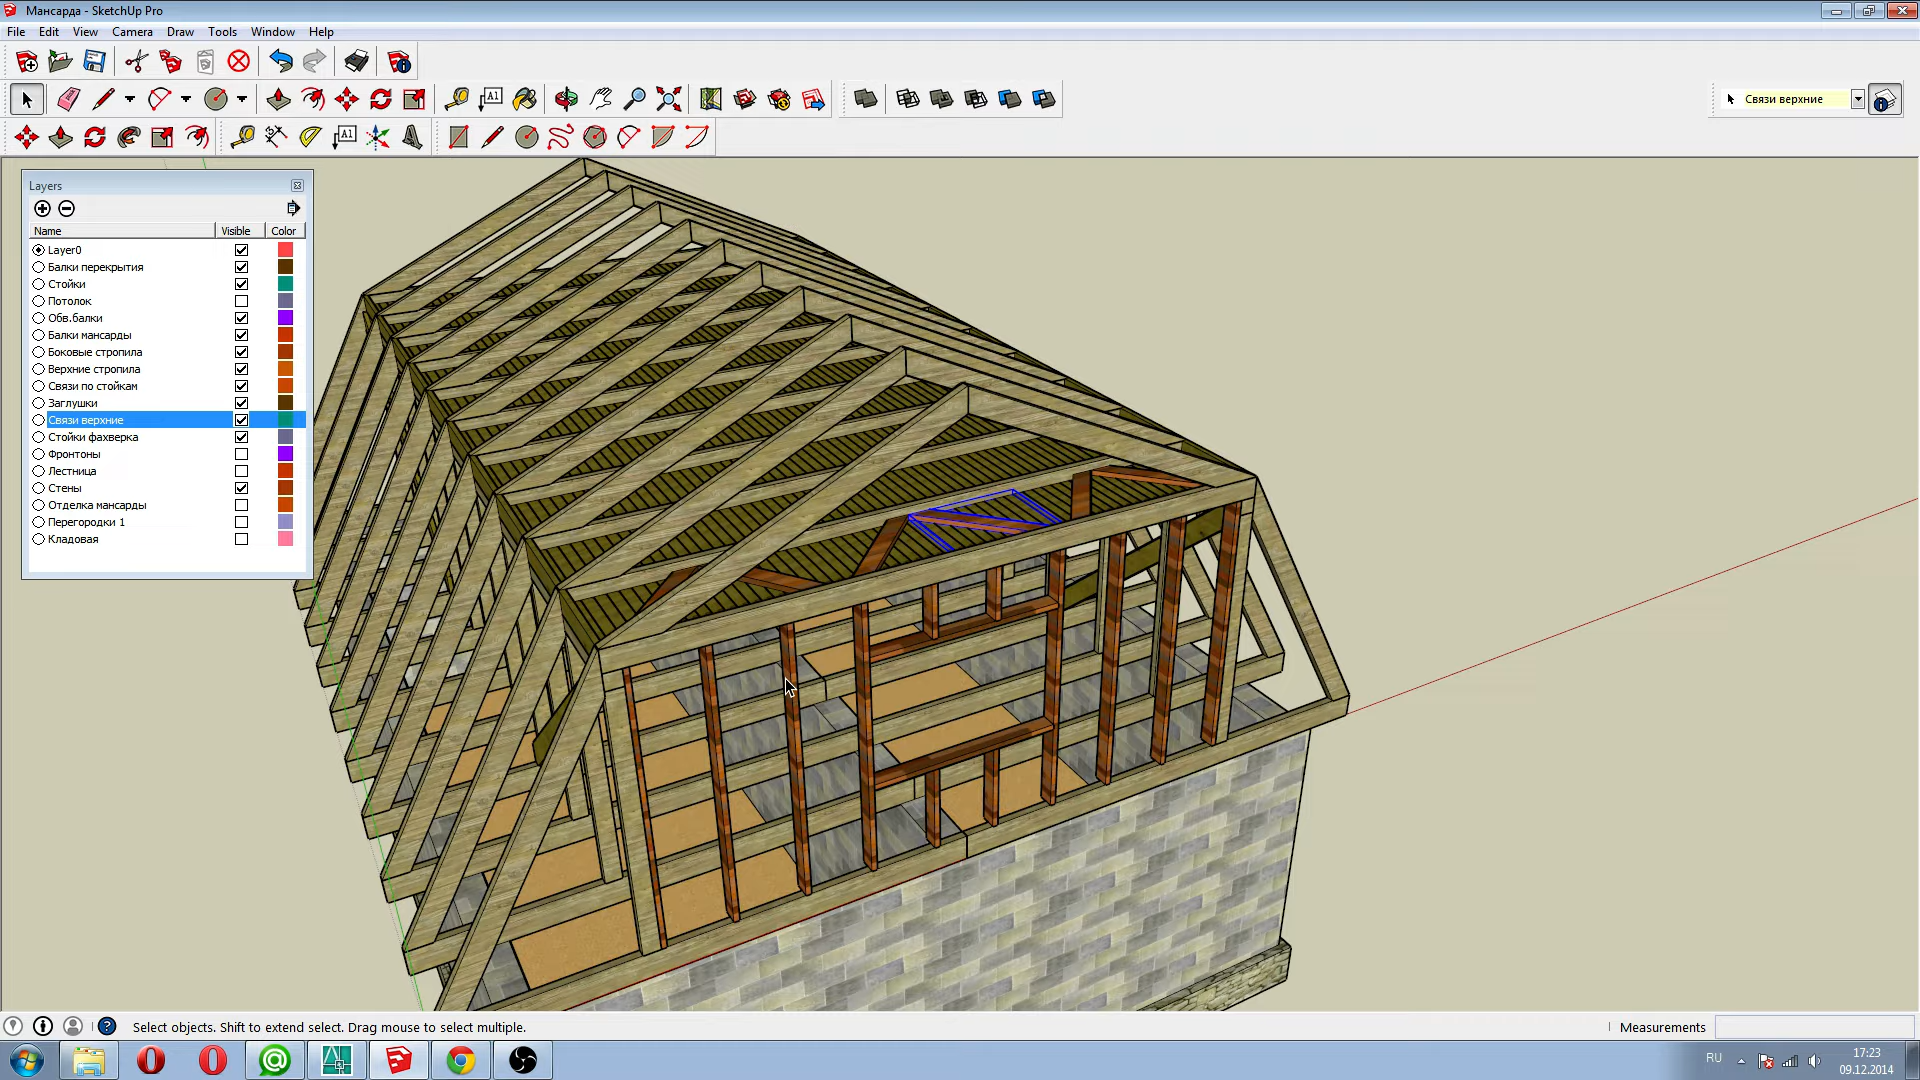 Мансарда - SketchUp Pro
File Edit View Camera Draw Tools Window Help
A1
Связи верхние
A1
Layers
Name Visible Color
Layer0
Балки перекрытия
Стойки
Потолок
Обв.балки
Балки мансарды
Боковые стропила
Верхние стропила
Связи по стойкам
Заглушки
Связи верхние
Стойки фахверка
Фронтоны
Лестница
Стены
Отделка мансарды
Перегородки 1
Кладовая
Select objects. Shift to extend select. Drag mouse to select multiple.
Measurements
RU
17:23
09.12.2014